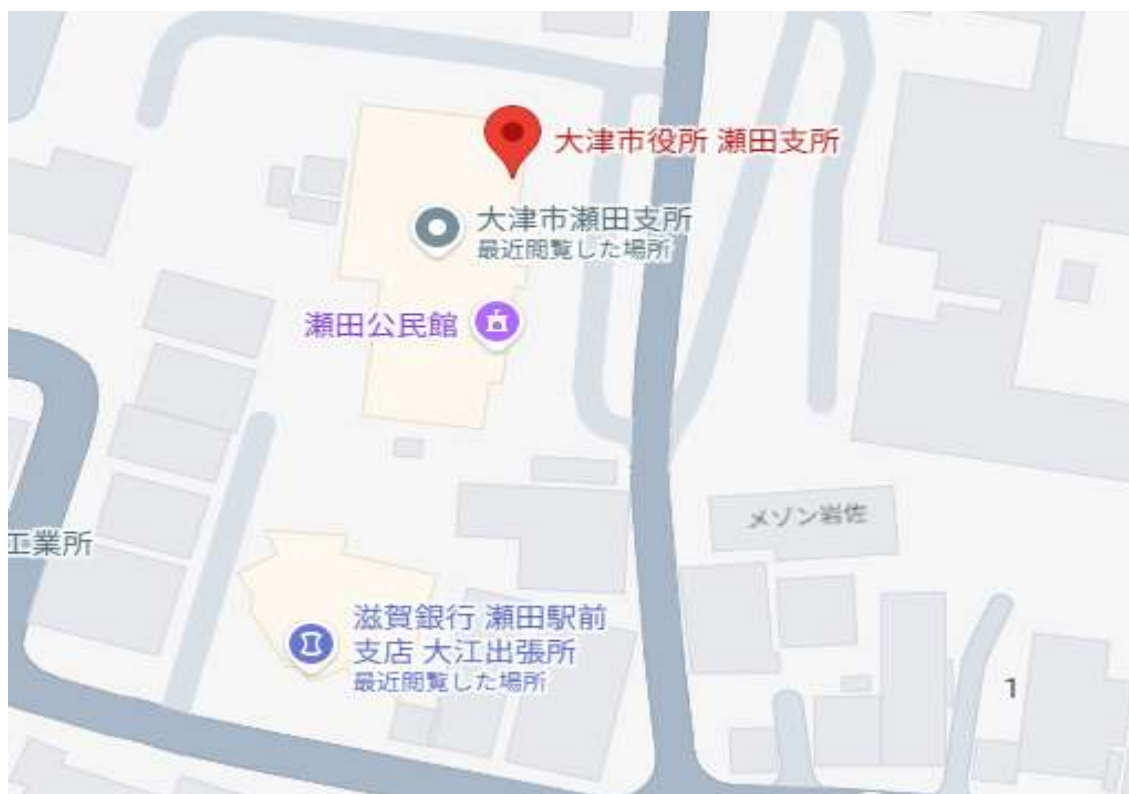 大津市役所 瀬田支所
大津市瀬田支所
最近閲覧した場所
瀬田公民館
メゾン岩佐
工業所
滋賀銀行 瀬田駅前
支店 大江出張所
最近閲覧した場所
1